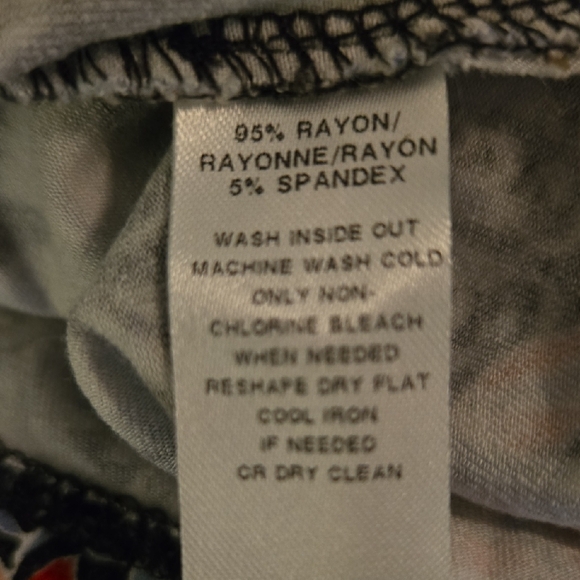 95% RAYON/
RAYONNE/RAYON
5% SPANDEX
WASH INSIDE OUT
MACHINE WASH COLD
ONLY NON-
CHLORINE BLEACH
WHEN NEEDED
RESHAPE DRY FLAT
COOL IRON
IF NEEDED
OR DRY CLEAN